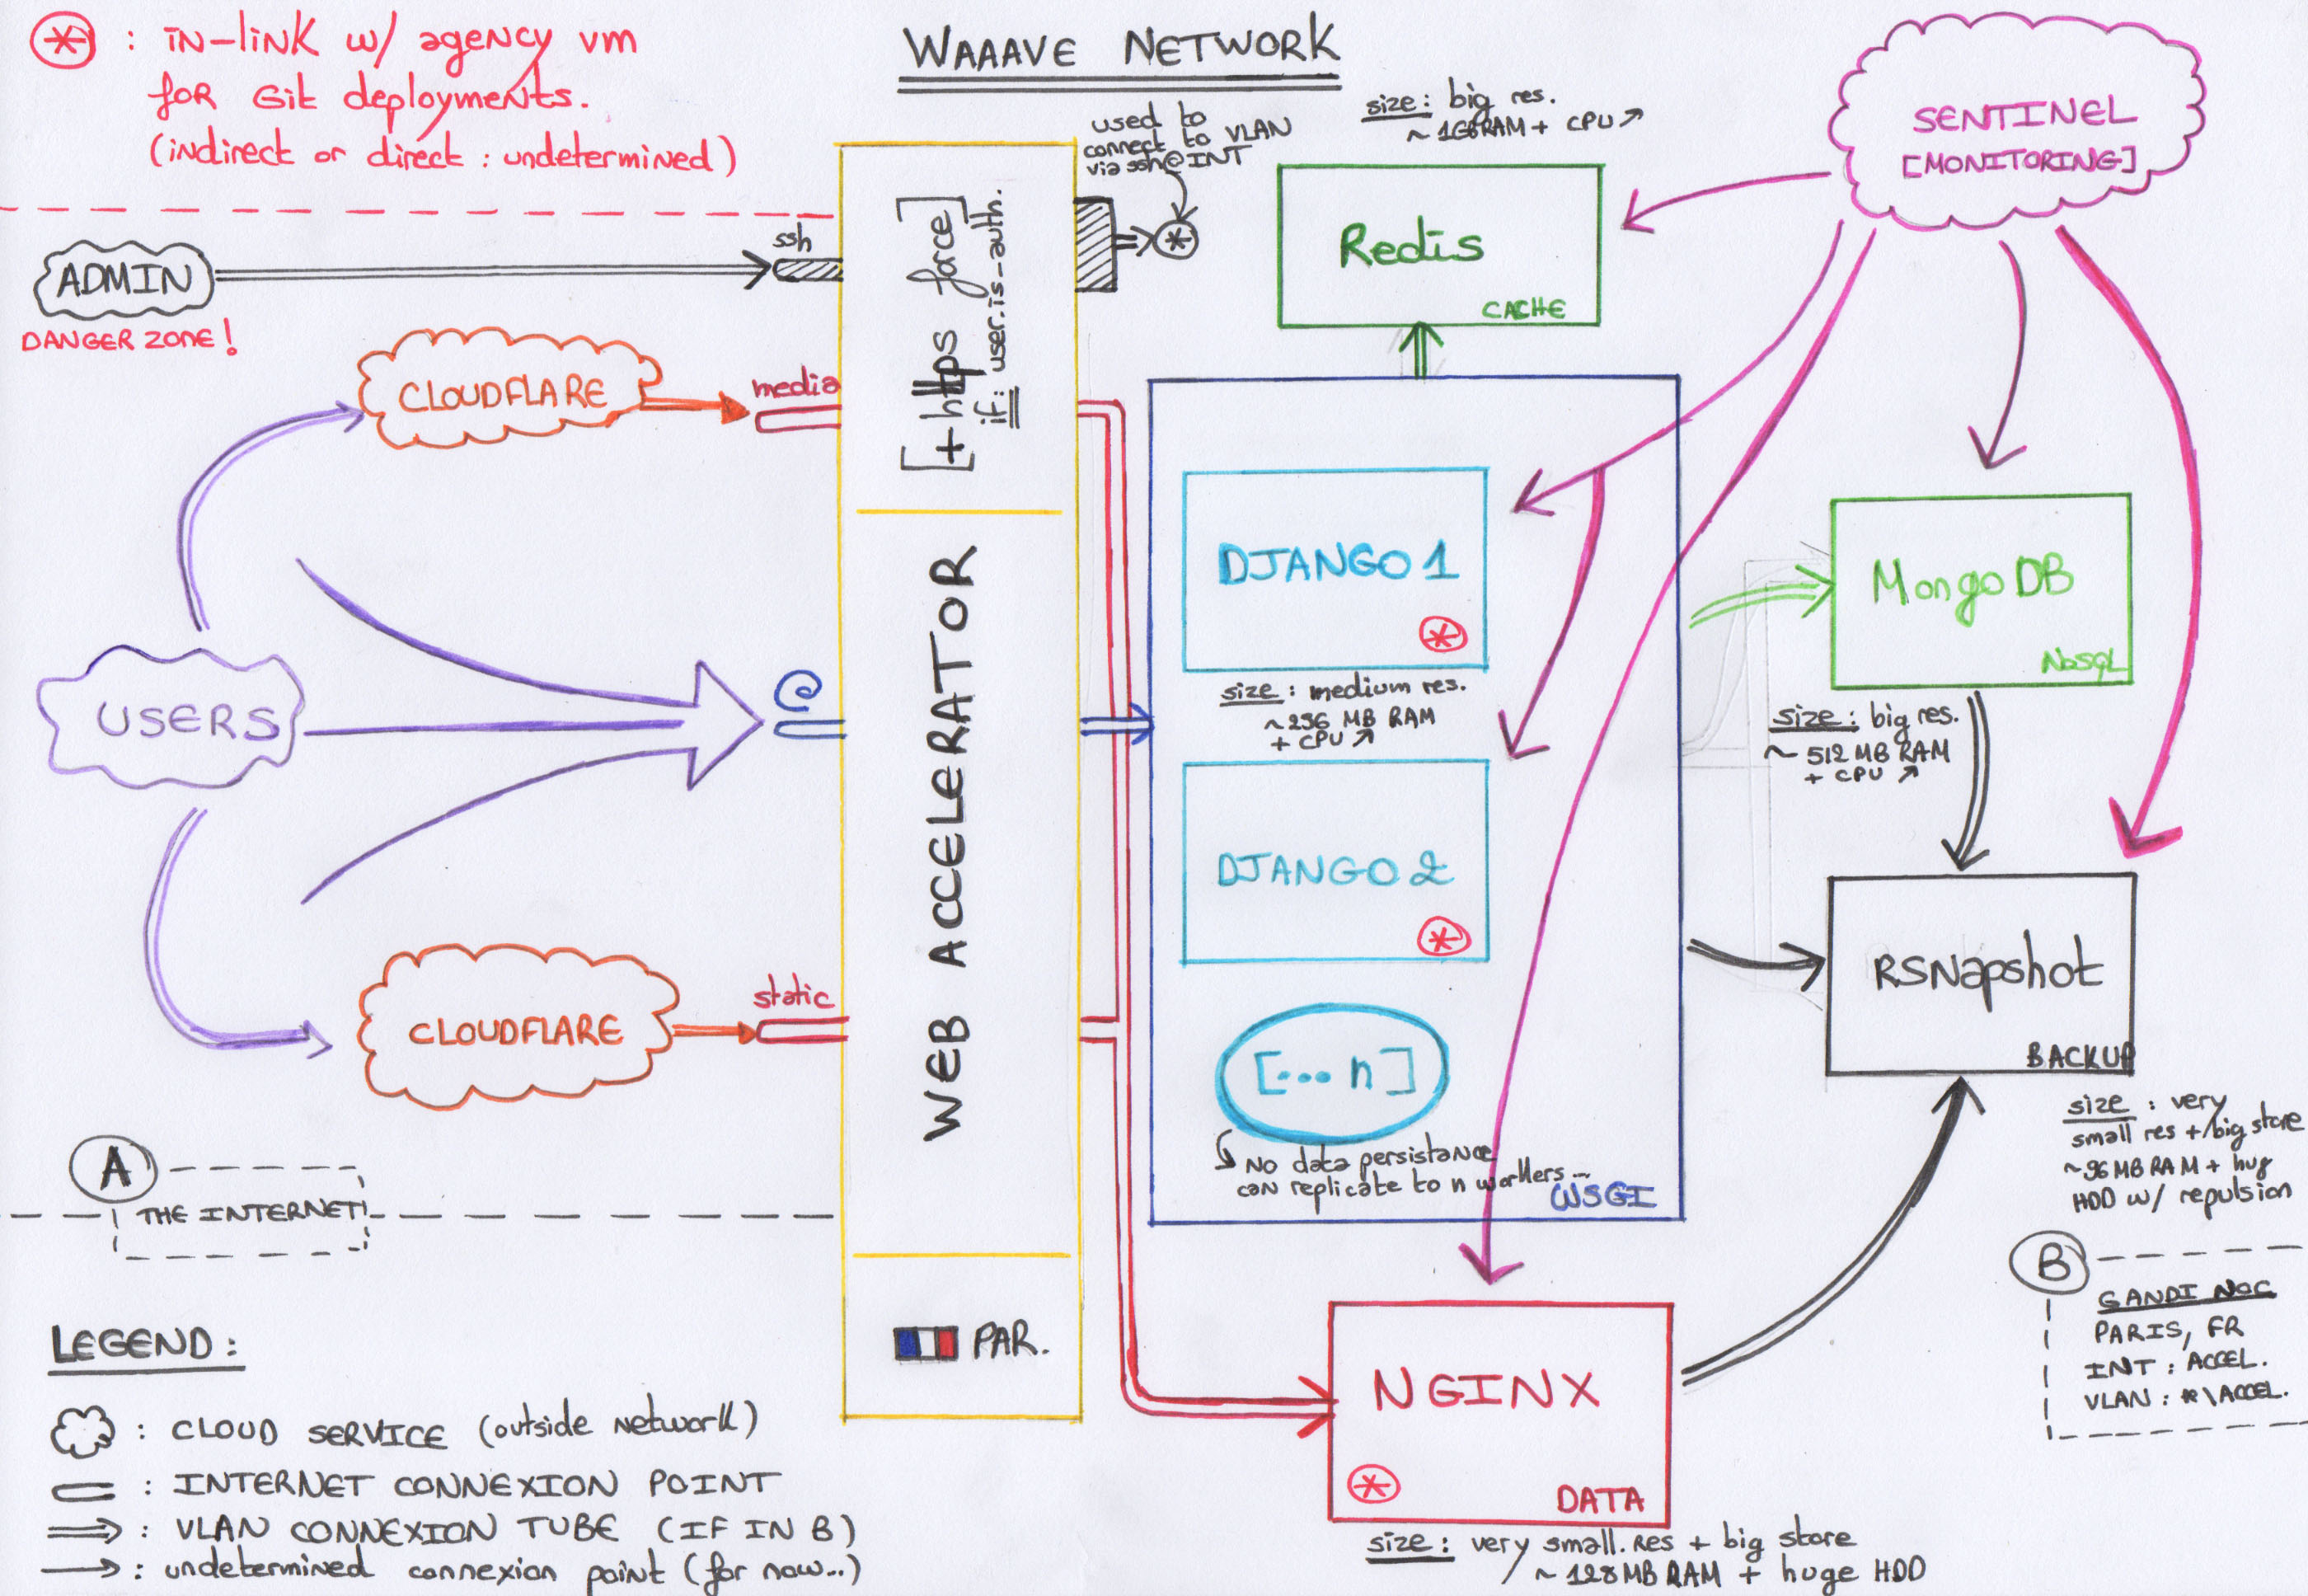 WAAAVE NETWORK
* : in-link w/ agency vm
for Git deployments.
(indirect or direct : undetermined)
ADMIN
DANGER ZONE !
ssh
CLOUDFLARE
media
USERS
@
CLOUDFLARE
static
A
THE INTERNET
[+https force]
if: user.is-auth.
WEB ACCELERATOR
PAR.
used to
connect to VLAN
via ssh@INT
*
size: big res.
~ 1GB RAM + CPU ↗
Redis
CACHE
SENTINEL
[MONITORING]
DJANGO 1
*
size : medium res.
~256 MB RAM
+ CPU ↗
DJANGO 2
*
[... n]
No data persistance
can replicate to n workers...
WSGI
MongoDB
NoSQL
size: big res.
~ 512 MB RAM
+ CPU ↗
RSNapshot
BACKUP
size : very
small res + big store
~96 MB RAM + hug
HDD w/ repulsion
B
GANDI NOC
PARIS, FR
INT : ACCEL.
VLAN : *\ACCEL.
NGINX
*
DATA
size : very small.res + big store
~ 128 MB RAM + huge HDD
LEGEND :
: CLOUD SERVICE (outside network)
: INTERNET CONNEXION POINT
: VLAN CONNEXION TUBE (IF IN B)
: undetermined connexion point (for now...)